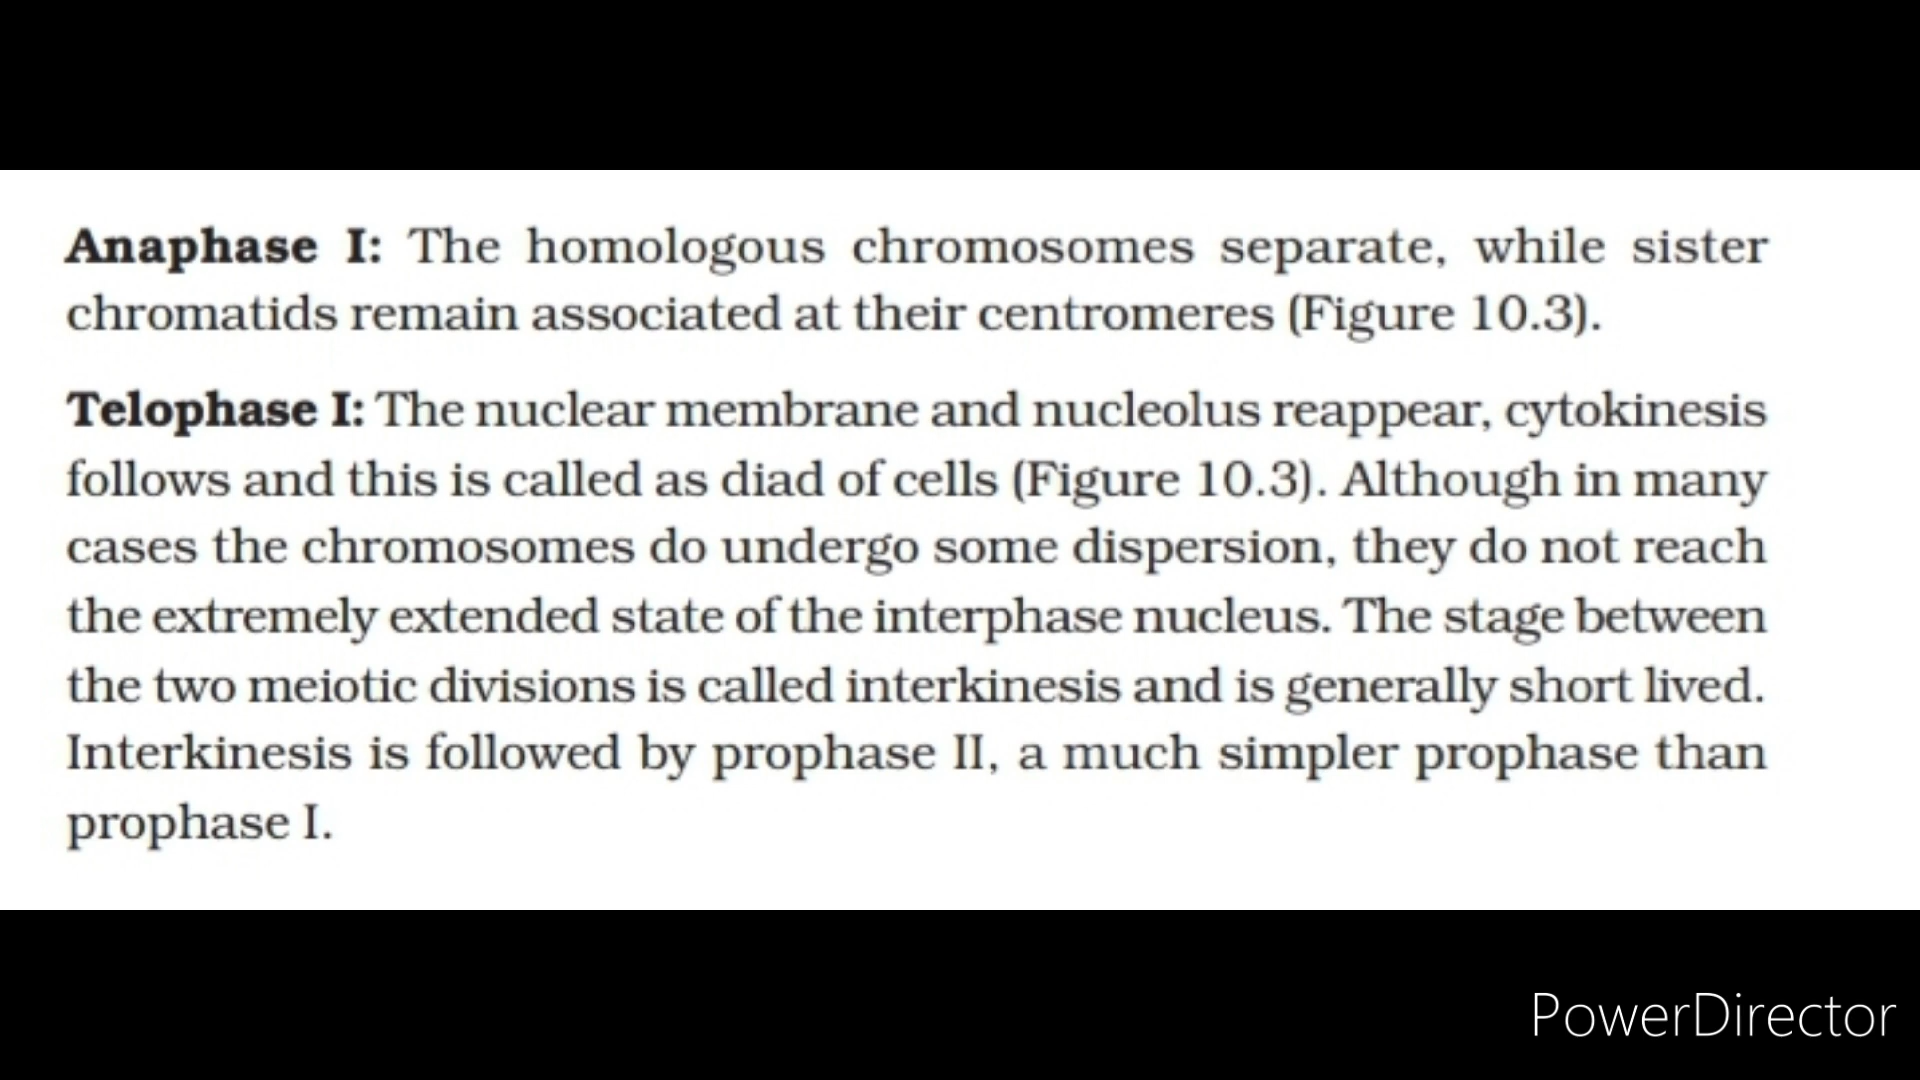 Anaphase I: The homologous chromosomes separate, while sister
chromatids remain associated at their centromeres (Figure 10.3).
Telophase I: The nuclear membrane and nucleolus reappear, cytokinesis
follows and this is called as diad of cells (Figure 10.3). Although in many
cases the chromosomes do undergo some dispersion, they do not reach
the extremely extended state of the interphase nucleus. The stage between
the two meiotic divisions is called interkinesis and is generally short lived.
Interkinesis is followed by prophase II, a much simpler prophase than
prophase I.
PowerDirector